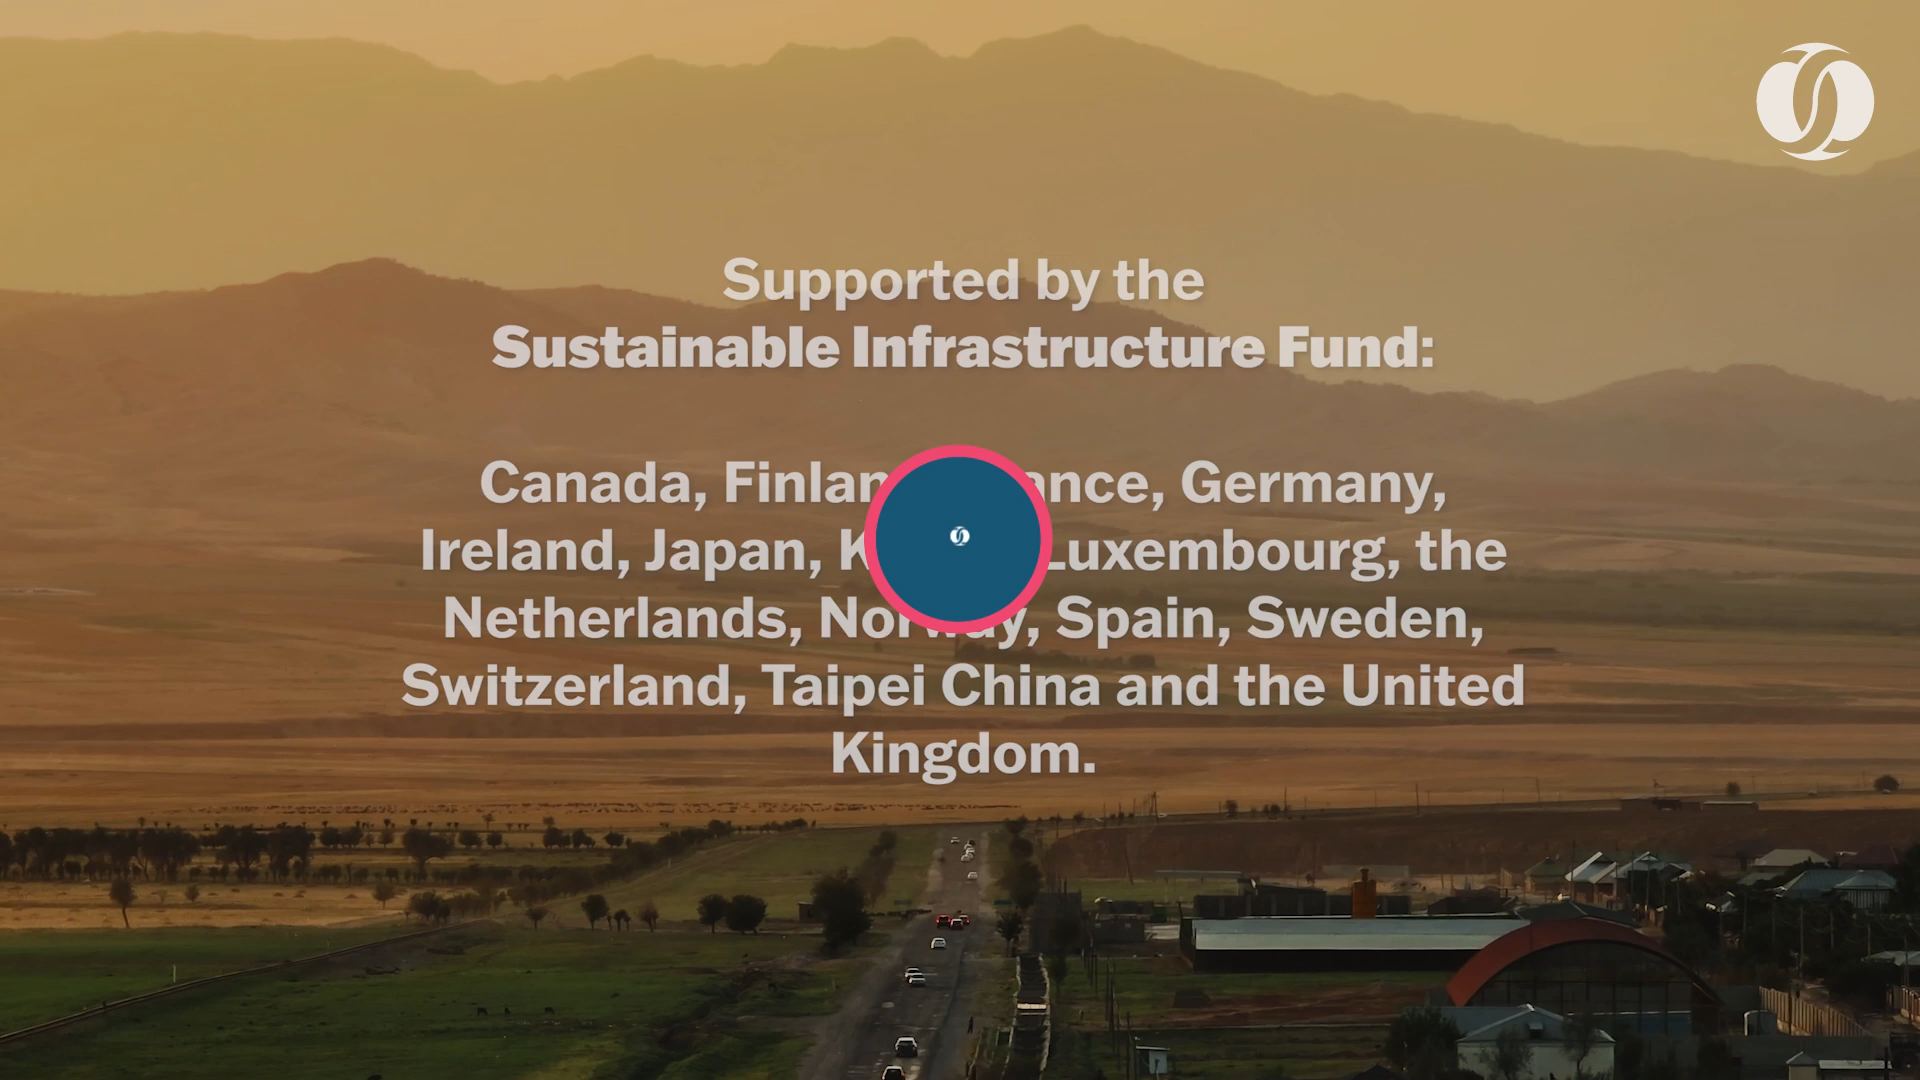 Supported by the
Sustainable Infrastructure Fund:
Canada, Germany,
Ireland, Japan, Luxembourg, the
Netherlands, Norway, Spain, Sweden,
Switzerland, Taipei China and the United
Kingdom.